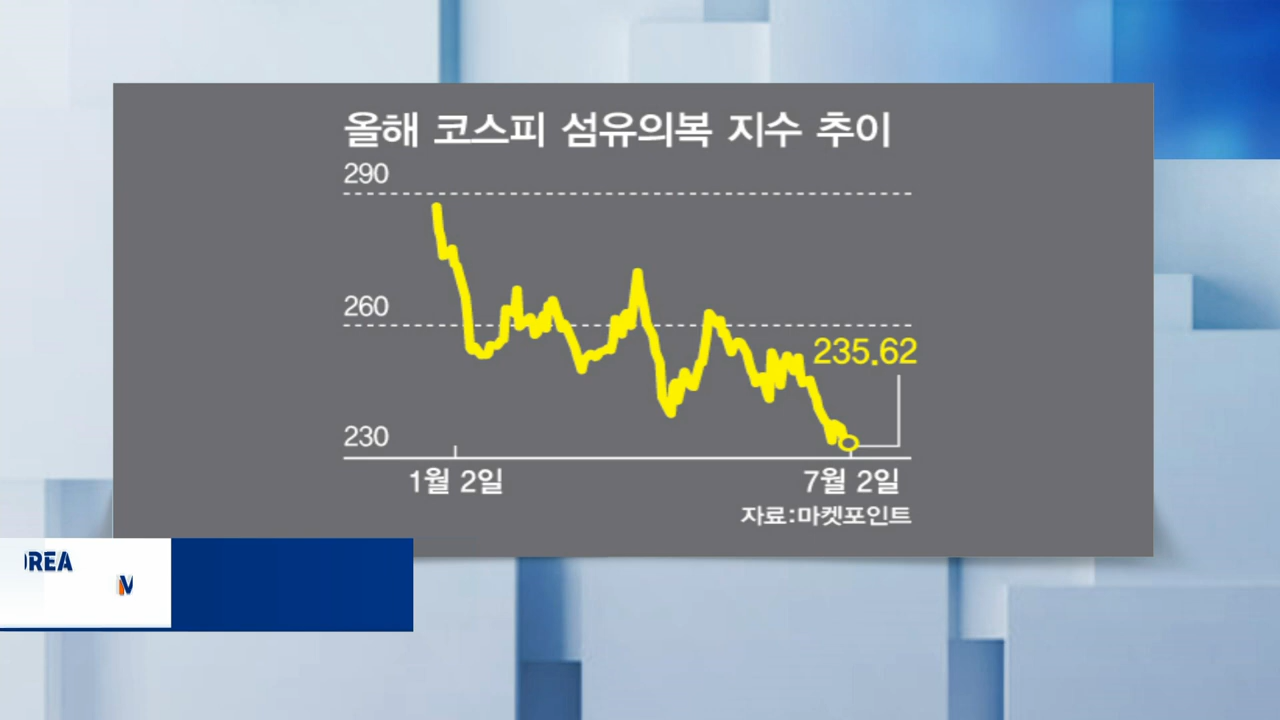 올해 코스피 섬유의복 지수 추이
290
260
235.62
230
1월 2일
7월 2일
자료:마켓포인트